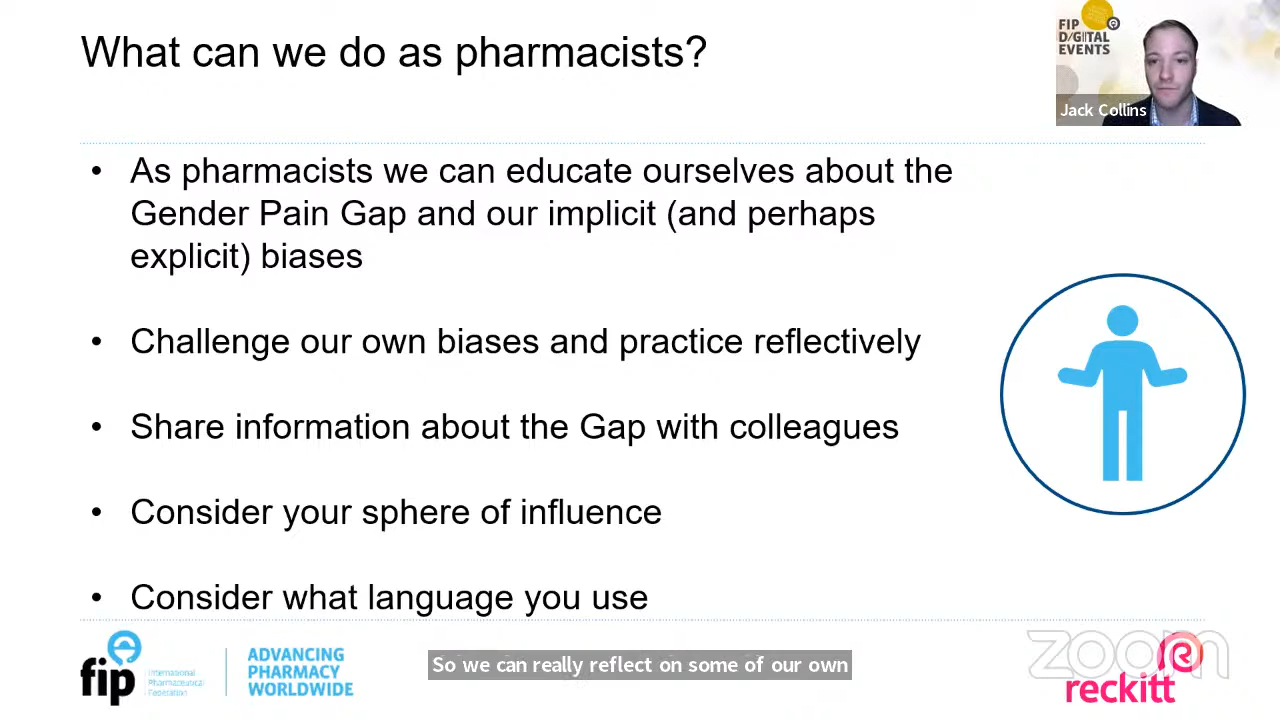 What can we do as pharmacists?
FIP
DIGITAL
EVENTS
Jack Collins
• As pharmacists we can educate ourselves about the
Gender Pain Gap and our implicit (and perhaps
explicit) biases
• Challenge our own biases and practice reflectively
• Share information about the Gap with colleagues
• Consider your sphere of influence
• Consider what language you use
fip
International
Pharmaceutical
Federation
ADVANCING
PHARMACY
WORLDWIDE
So we can really reflect on some of our own
zoom
reckitt